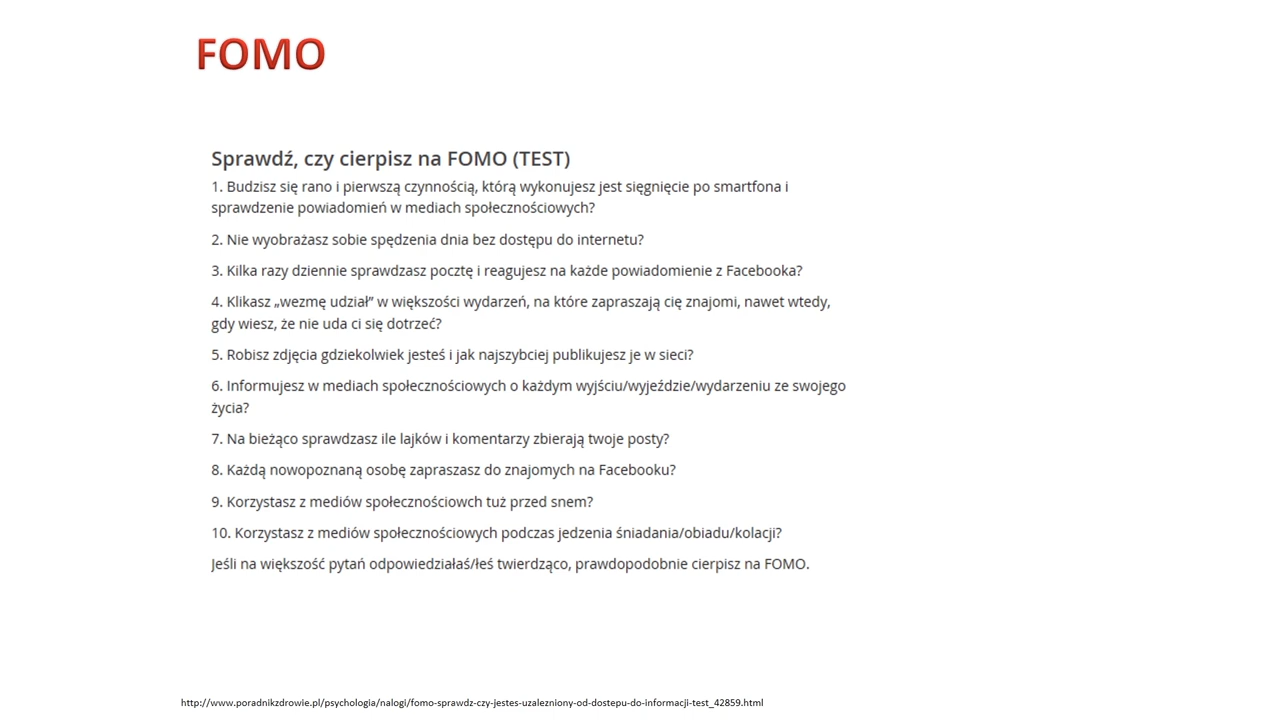 FOMO
Sprawdź, czy cierpisz na FOMO (TEST)
1. Budzisz się rano i pierwszą czynnością, którą wykonujesz jest sięgnięcie po smartfona i
sprawdzenie powiadomień w mediach społecznościowych?
2. Nie wyobrażasz sobie spędzenia dnia bez dostępu do internetu?
3. Kilka razy dziennie sprawdzasz pocztę i reagujesz na każde powiadomienie z Facebooka?
4. Klikasz „wezmę udział” w większości wydarzeń, na które zapraszają cię znajomi, nawet wtedy,
gdy wiesz, że nie uda ci się dotrzeć?
5. Robisz zdjęcia gdziekolwiek jesteś i jak najszybciej publikujesz je w sieci?
6. Informujesz w mediach społecznościowych o każdym wyjściu/wyjeździe/wydarzeniu ze swojego
życia?
7. Na bieżąco sprawdzasz ile lajków i komentarzy zbierają twoje posty?
8. Każdą nowopoznaną osobę zapraszasz do znajomych na Facebooku?
9. Korzystasz z mediów społecznościowch tuż przed snem?
10. Korzystasz z mediów społecznościowych podczas jedzenia śniadania/obiadu/kolacji?
Jeśli na większość pytań odpowiedziałaś/łeś twierdząco, prawdopodobnie cierpisz na FOMO.
http://www.poradnikzdrowie.pl/psychologia/nalogi/fomo-sprawdz-czy-jestes-uzalezniony-od-dostepu-do-informacji-test_42859.html